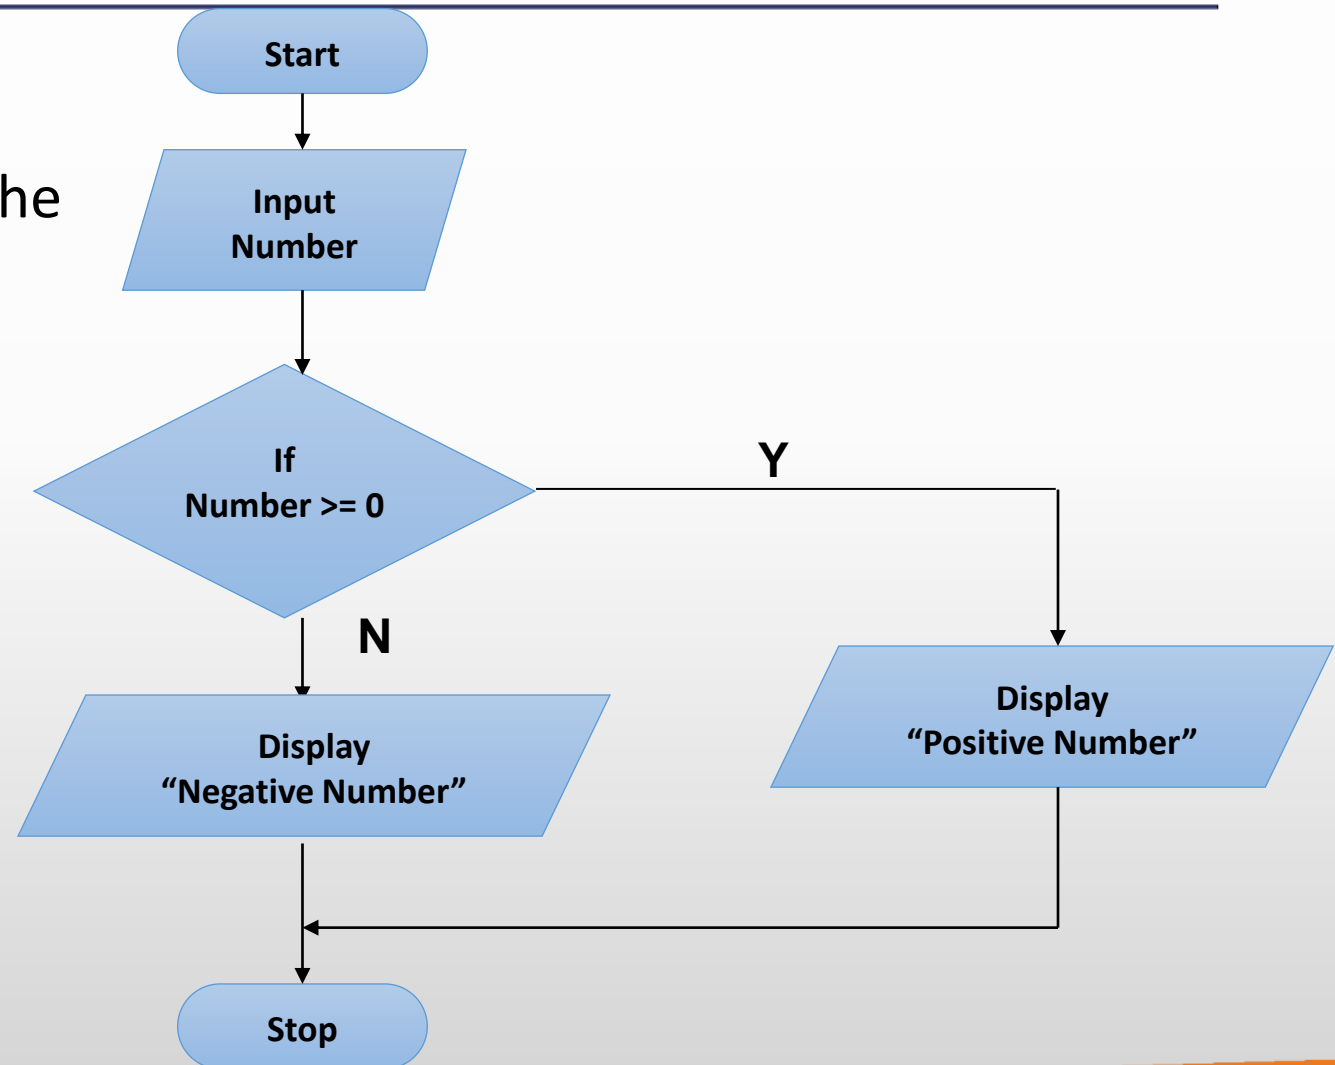 Start
he
Input
Number
If
Number >= 0
Y
N
Display
“Positive Number”
Display
“Negative Number”
Stop